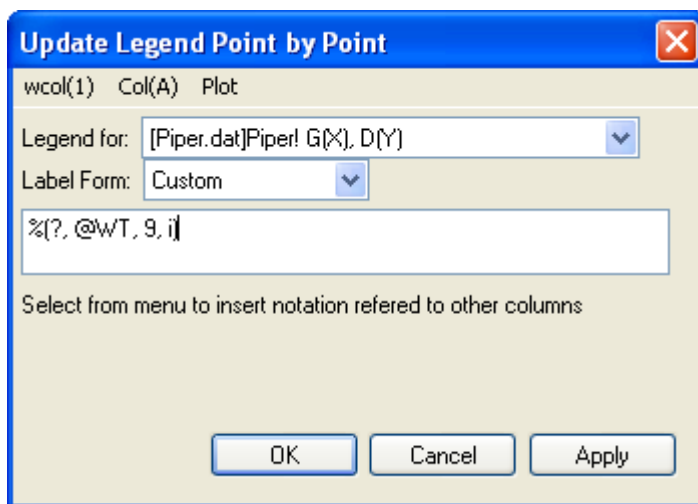 Update Legend Point by Point
wcol(1) Col(A) Plot
Legend for: [Piper.dat]Piper! G(X), D(Y)
Label Form: Custom
%(?, @WT, 9, i)
Select from menu to insert notation refered to other columns
OK Cancel Apply